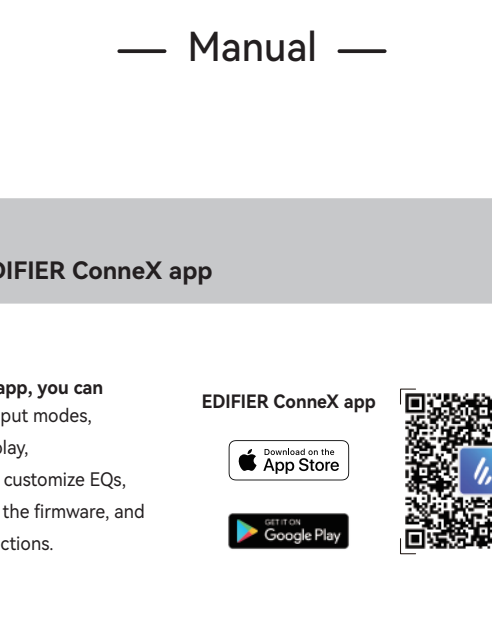 Manual
DIFIER ConneX app
app, you can
put modes,
EDIFIER ConneX app
play,
Download on the
App Store
customize EQs,
the firmware, and
GET IT ON
Google Play
ctions.